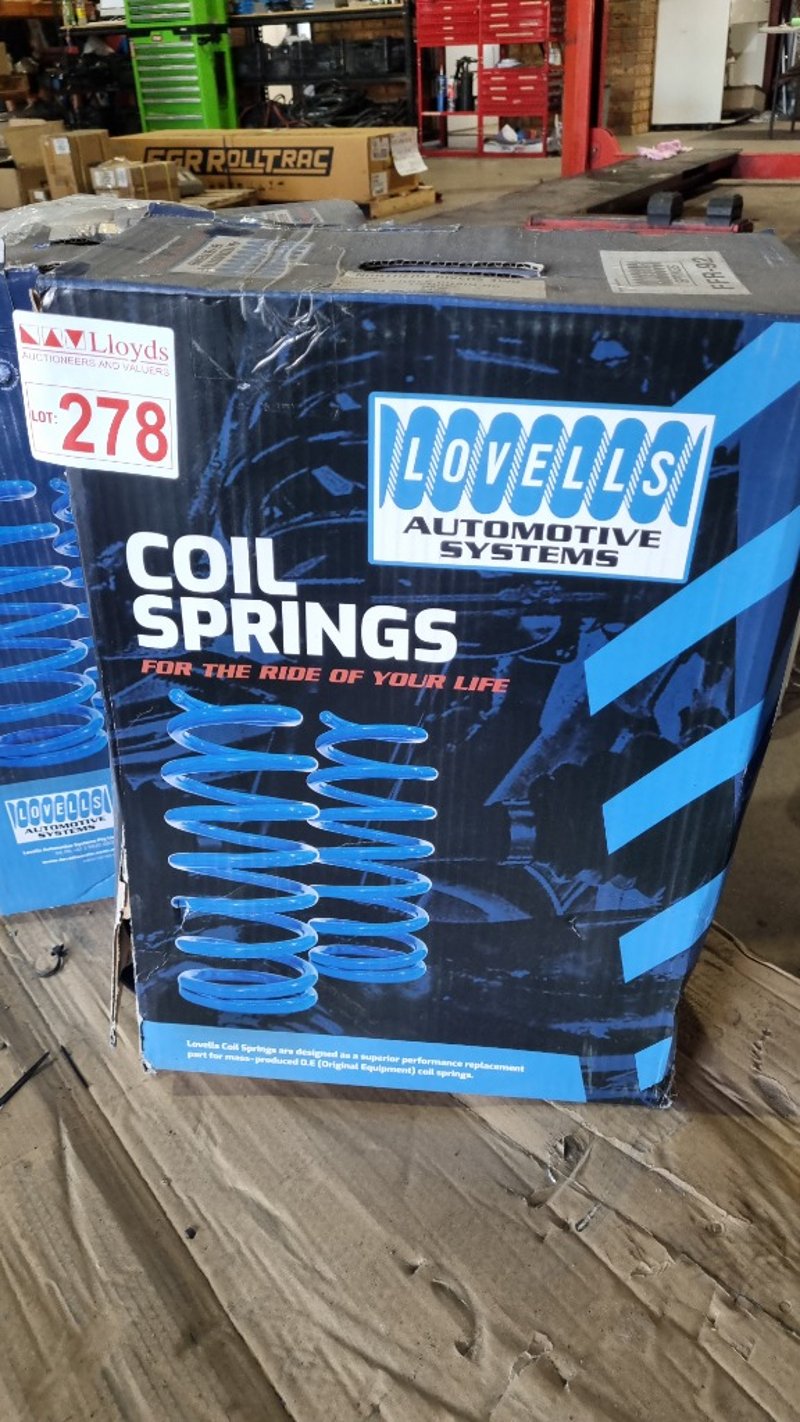 EGR ROLLTRAC
FFR-92
Lloyds
AUCTIONEERS AND VALUERS
LOT: 278
LOVELLS
AUTOMOTIVE
SYSTEMS
COIL
SPRINGS
FOR THE RIDE OF YOUR LIFE
LOVELLS
AUTOMOTIVE
SYSTEMS
Lovells Coil Springs are designed as a superior performance replacement
part for mass-produced O.E (Original Equipment) coil springs.